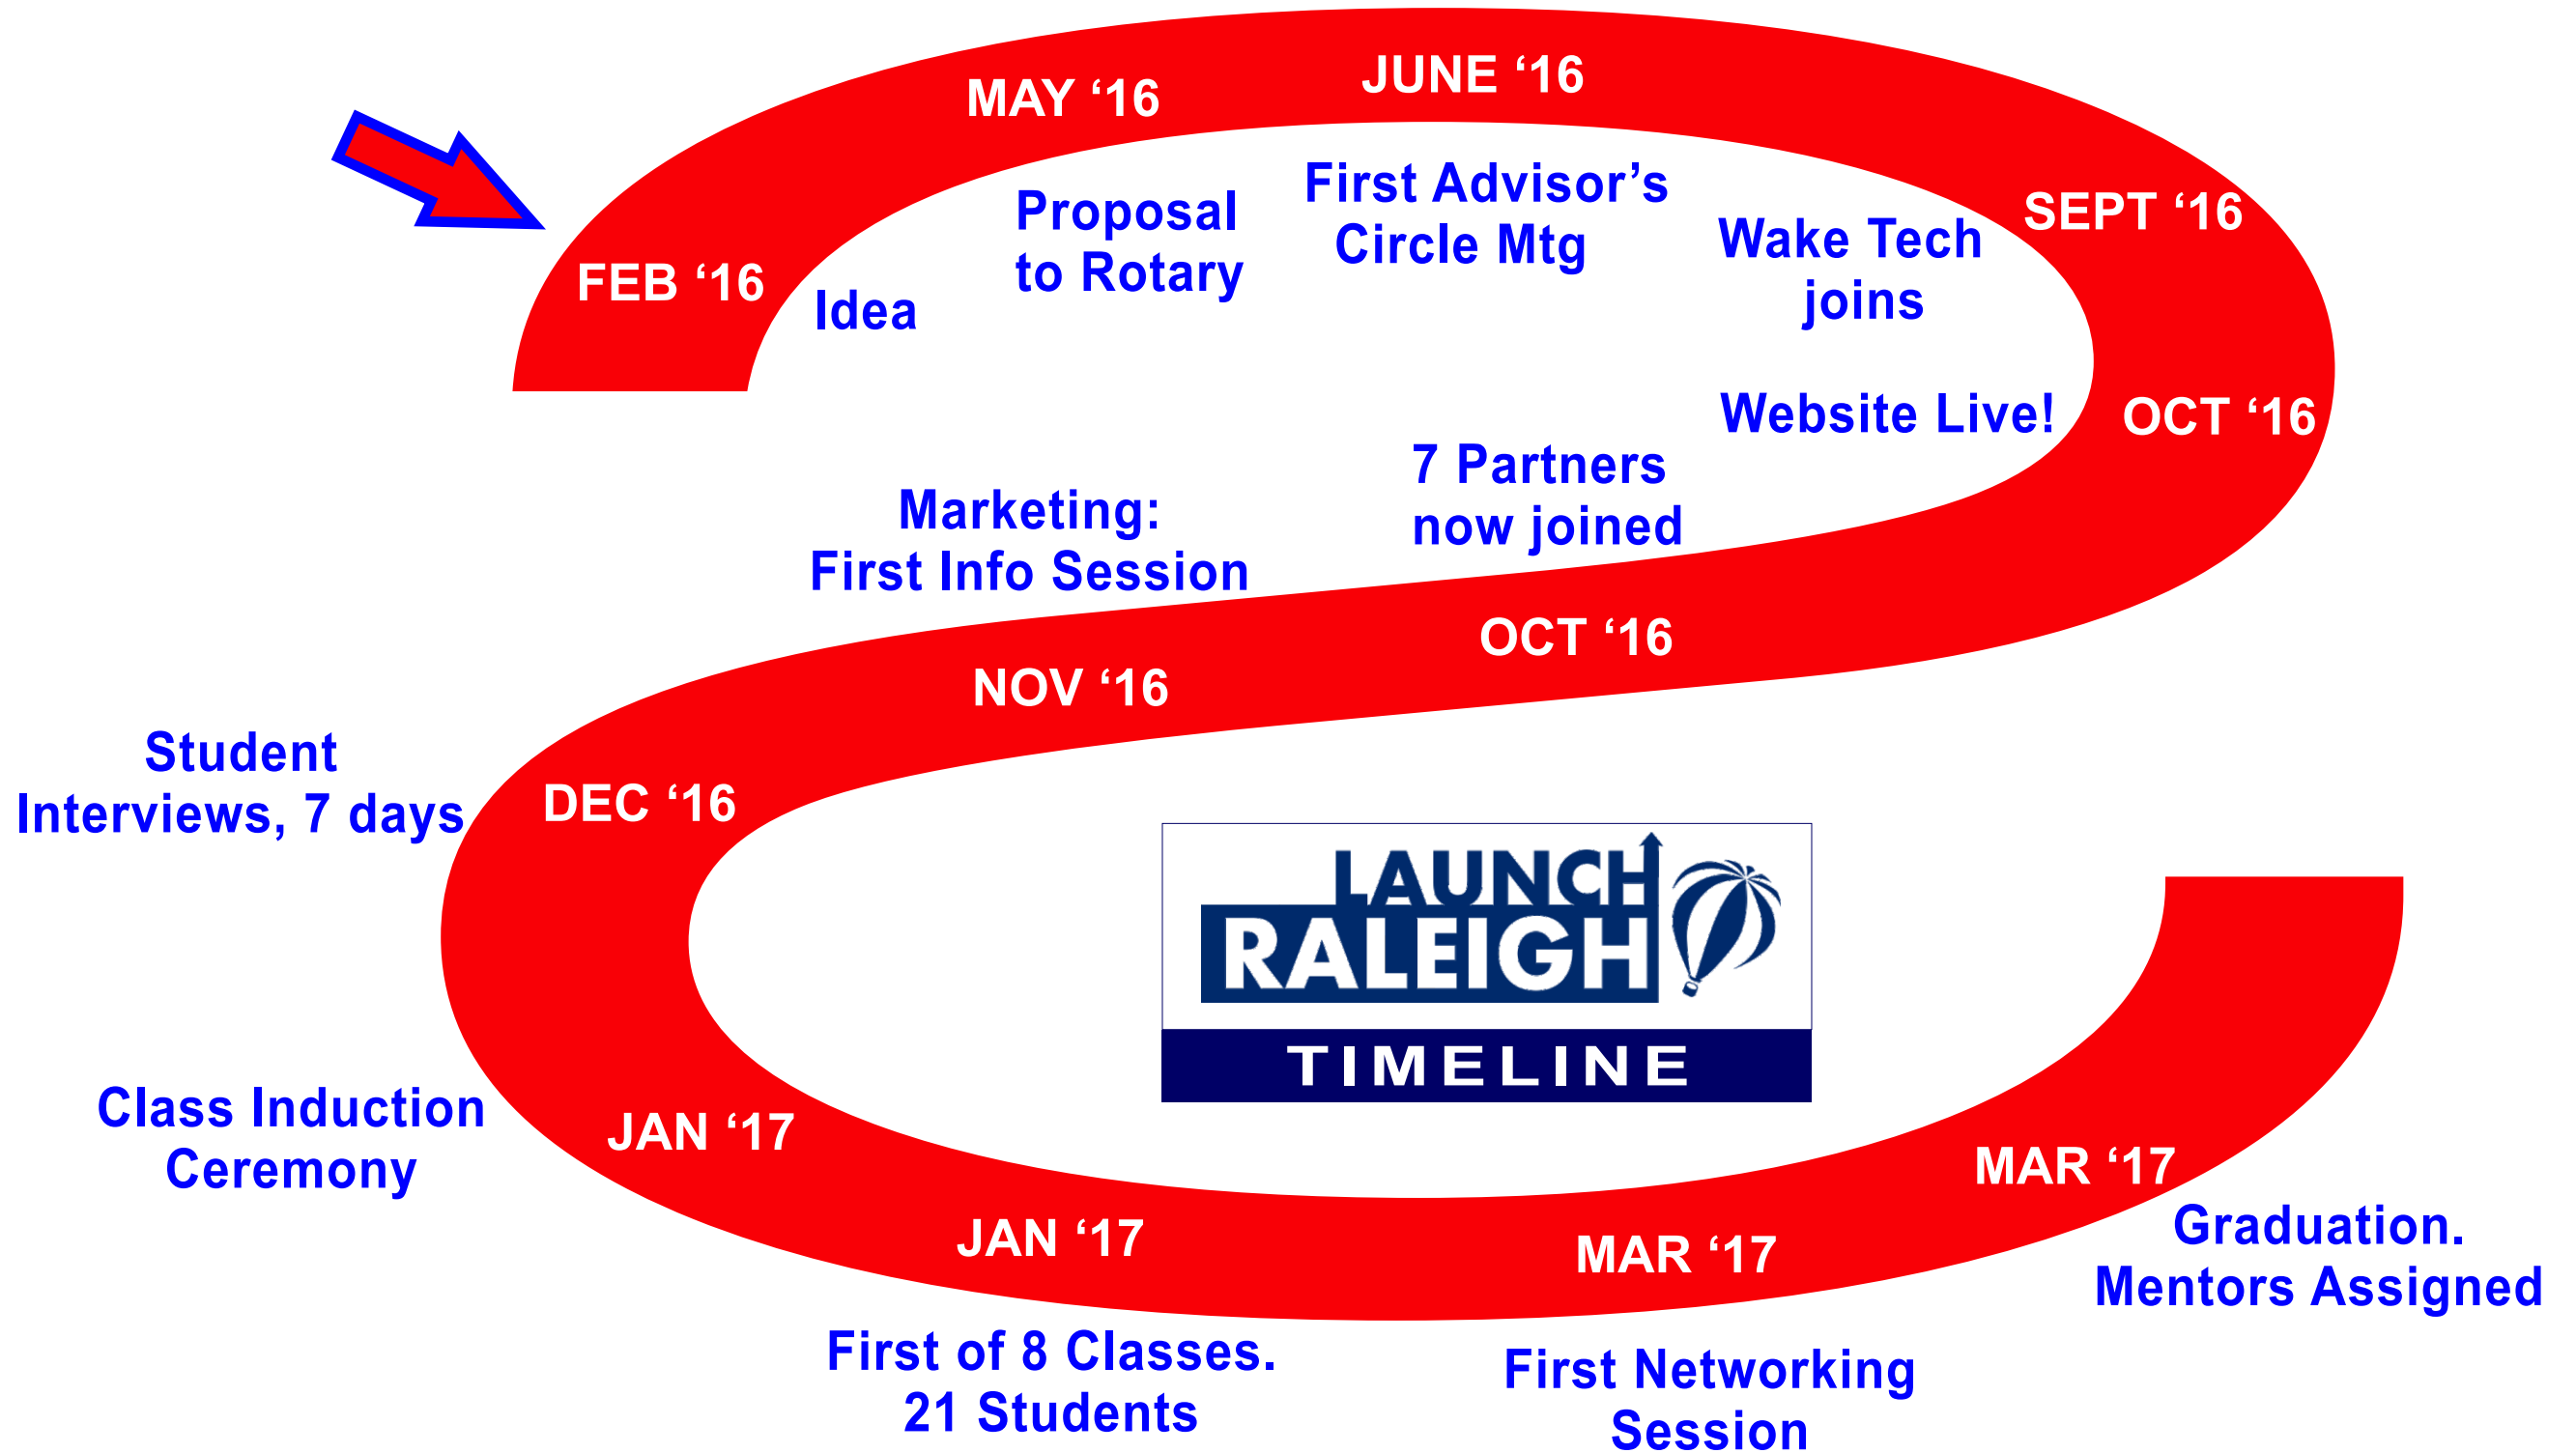 FEB ‘16
Idea
MAY ‘16
Proposal
to Rotary
JUNE ‘16
First Advisor’s
Circle Mtg
SEPT ‘16
Wake Tech
joins
OCT ‘16
Website Live!
OCT ‘16
7 Partners
now joined
NOV ‘16
Marketing:
First Info Session
DEC ‘16
Student
Interviews, 7 days
JAN ‘17
Class Induction
Ceremony
JAN ‘17
First of 8 Classes.
21 Students
MAR ‘17
First Networking
Session
MAR ‘17
Graduation.
Mentors Assigned
LAUNCH
RALEIGH
TIMELINE